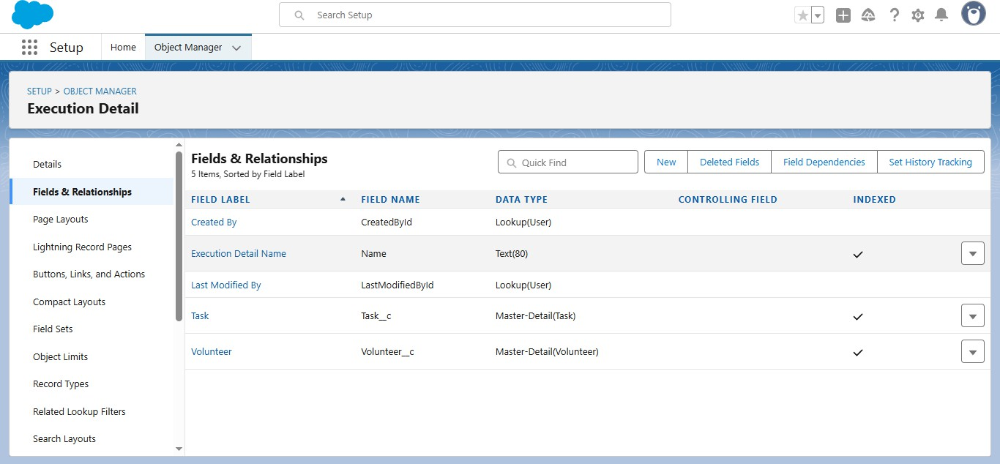 Search Setup
Setup
Home
Object Manager
SETUP > OBJECT MANAGER
Execution Detail
Details
Fields & Relationships
Page Layouts
Lightning Record Pages
Buttons, Links, and Actions
Compact Layouts
Field Sets
Object Limits
Record Types
Related Lookup Filters
Search Layouts
Fields & Relationships
5 Items, Sorted by Field Label
Quick Find
New
Deleted Fields
Field Dependencies
Set History Tracking
FIELD LABEL FIELD NAME DATA TYPE CONTROLLING FIELD INDEXED
Created By CreatedById Lookup(User)
Execution Detail Name Name Text(80)
Last Modified By LastModifiedById Lookup(User)
Task Task__c Master-Detail(Task)
Volunteer Volunteer__c Master-Detail(Volunteer)